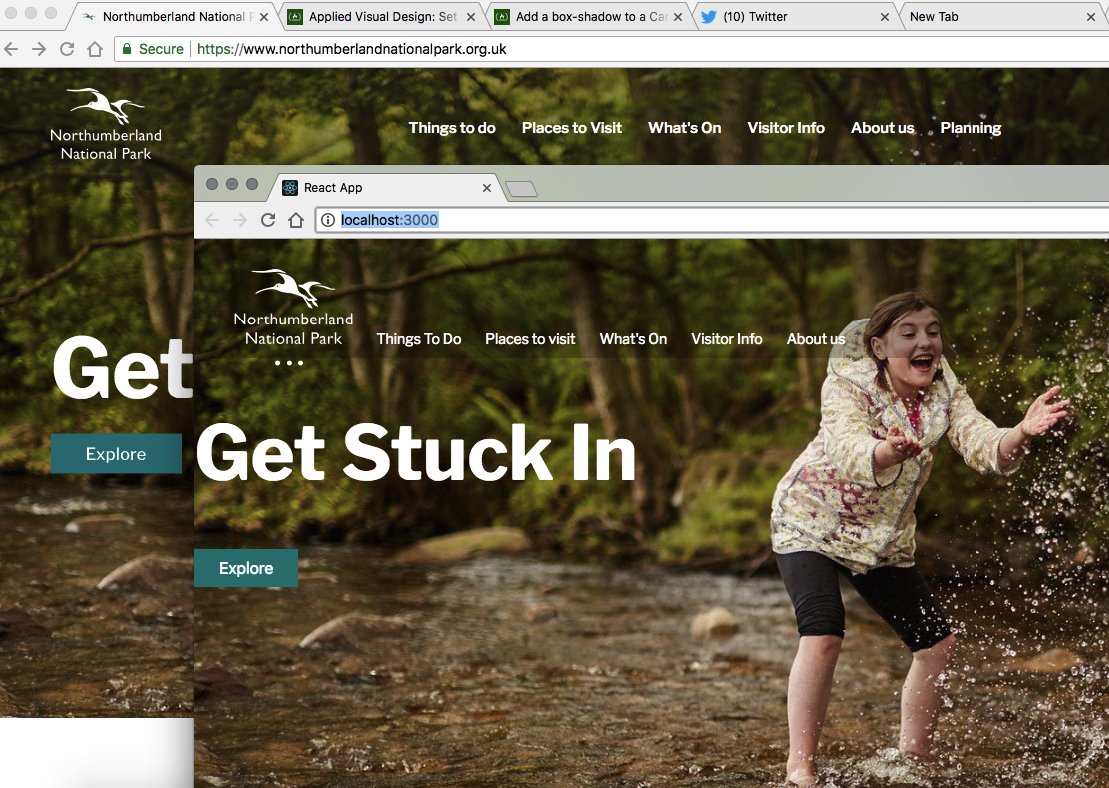 Northumberland National P
Applied Visual Design: Set
Add a box-shadow to a Car
(10) Twitter
New Tab
Secure
https://www.northumberlandnationalpark.org.uk
Northumberland
National Park
Things to do
Places to Visit
What's On
Visitor Info
About us
Planning
React App
localhost:3000
Northumberland
National Park
Things To Do
Places to visit
What's On
Visitor Info
About us
Get
Explore
Get Stuck In
Explore